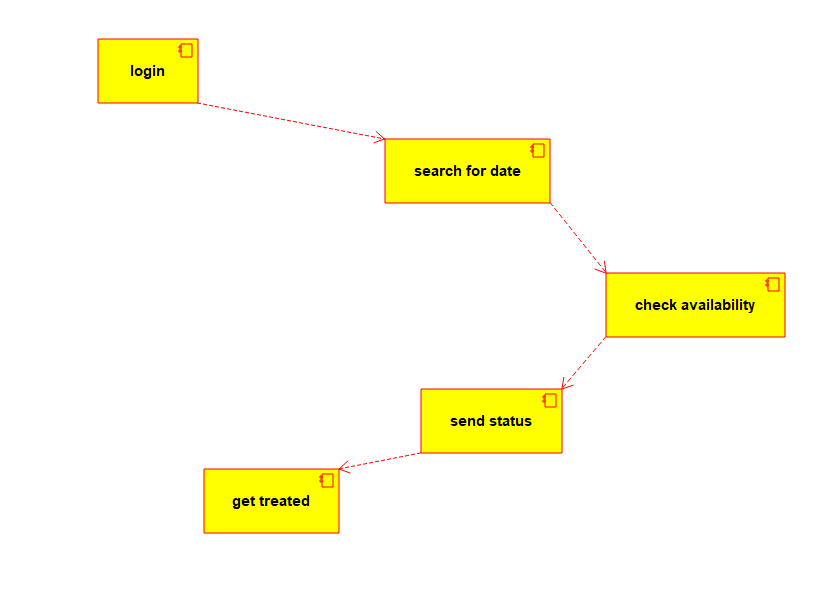 login
search for date
check availability
send status
get treated